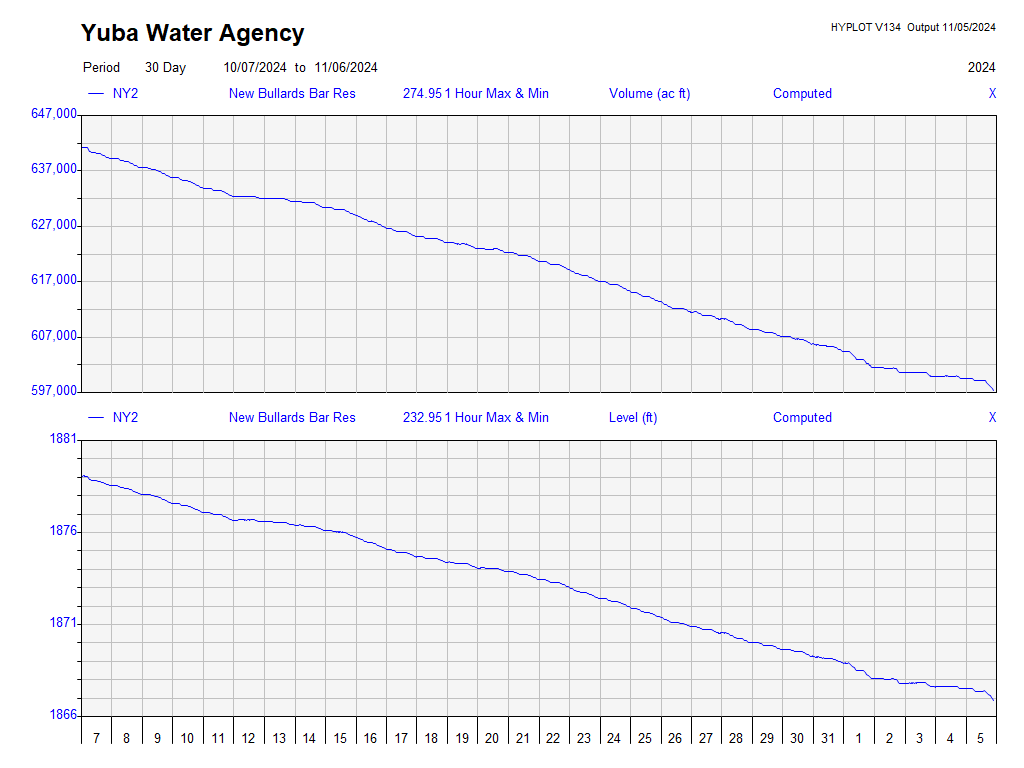 Yuba Water Agency
HYPLOT V134 Output 11/05/2024
Period 30 Day 10/07/2024 to 11/06/2024 2024
NY2 New Bullards Bar Res 274.95 1 Hour Max & Min Volume (ac ft) Computed X
647,000
637,000
627,000
617,000
607,000
597,000
NY2 New Bullards Bar Res 232.95 1 Hour Max & Min Level (ft) Computed X
1881
1876
1871
1866
7 8 9 10 11 12 13 14 15 16 17 18 19 20 21 22 23 24 25 26 27 28 29 30 31 1 2 3 4 5